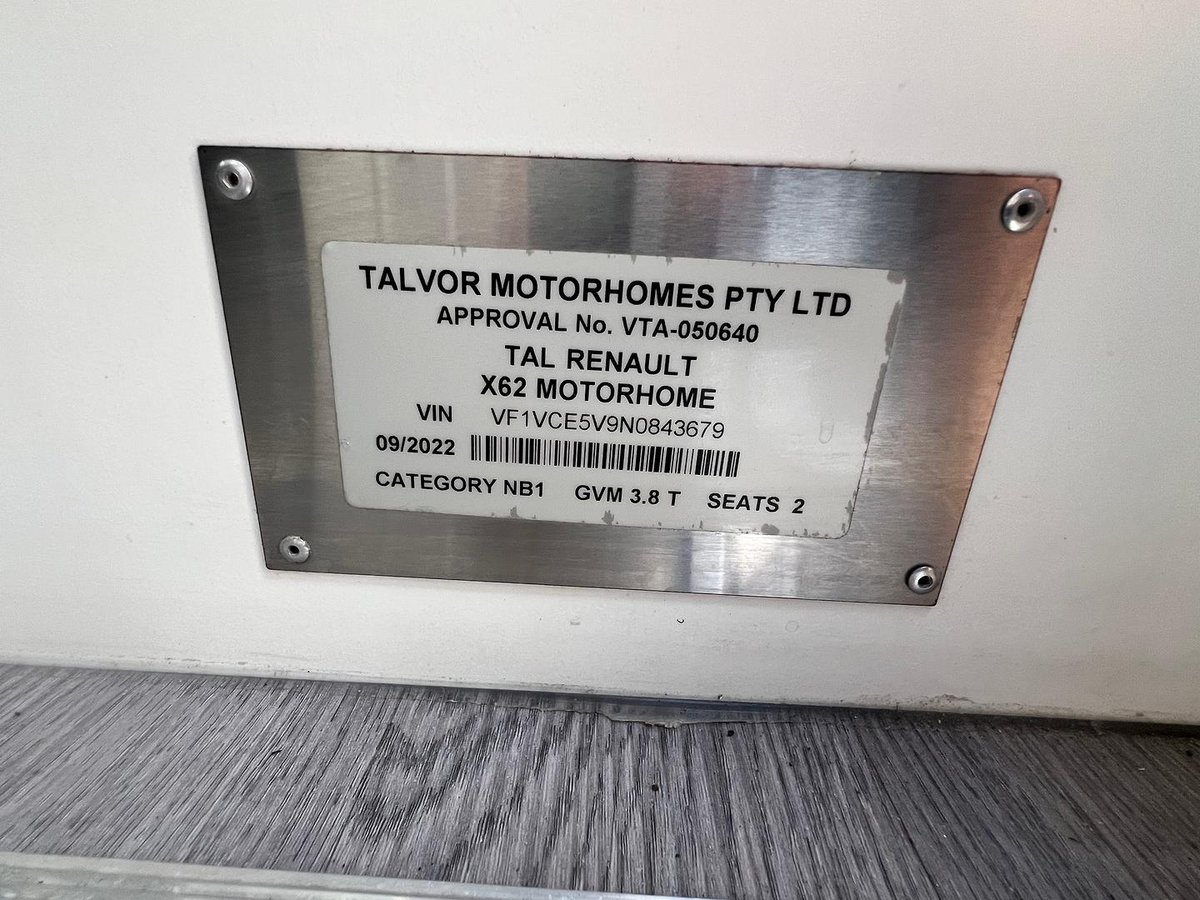 TALVOR MOTORHOMES PTY LTD
APPROVAL No. VTA-050640
TAL RENAULT
X62 MOTORHOME
VIN VF1VCE5V9N0843679
09/2022
CATEGORY NB1 GVM 3.8 T SEATS 2